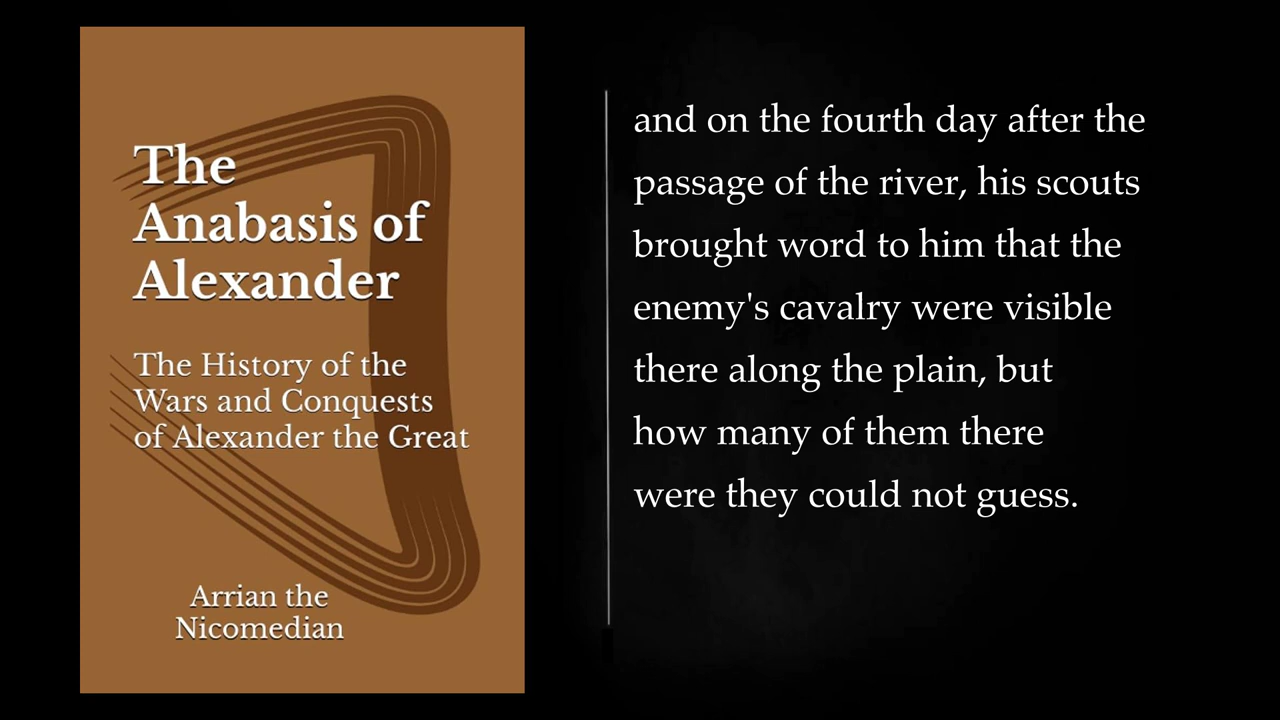 The
Anabasis of
Alexander
The History of the
Wars and Conquests
of Alexander the Great
Arrian the
Nicomedian
and on the fourth day after the
passage of the river, his scouts
brought word to him that the
enemy's cavalry were visible
there along the plain, but
how many of them there
were they could not guess.